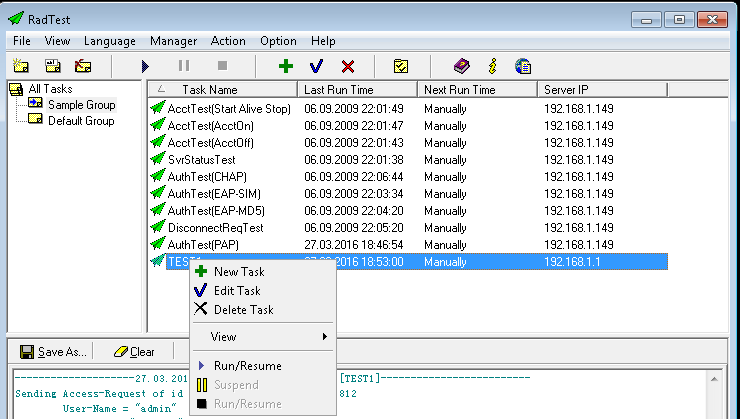 RadTest
File View Language Manager Action Option Help
All Tasks
Sample Group
Default Group
Task Name Last Run Time Next Run Time Server IP
AcctTest(Start Alive Stop) 06.09.2009 22:01:49 Manually 192.168.1.149
AcctTest(AcctOn) 06.09.2009 22:01:47 Manually 192.168.1.149
AcctTest(AcctOff) 06.09.2009 22:01:43 Manually 192.168.1.149
SvrStatusTest 06.09.2009 22:01:38 Manually 192.168.1.149
AuthTest(CHAP) 06.09.2009 22:06:44 Manually 192.168.1.149
AuthTest(EAP-SIM) 06.09.2009 22:03:34 Manually 192.168.1.149
AuthTest(EAP-MD5) 06.09.2009 22:04:20 Manually 192.168.1.149
DisconnectReqTest 06.09.2009 22:05:20 Manually 192.168.1.149
AuthTest(PAP) 27.03.2016 18:46:54 Manually 192.168.1.149
TEST1 27.03.2016 18:53:00 Manually 192.168.1.1
New Task
Edit Task
Delete Task
View
Run/Resume
Suspend
Run/Resume
Save As... Clear
---------------------27.03.201 [TEST1]--------------------------
Sending Access-Request of id 812
User-Name = "admin"